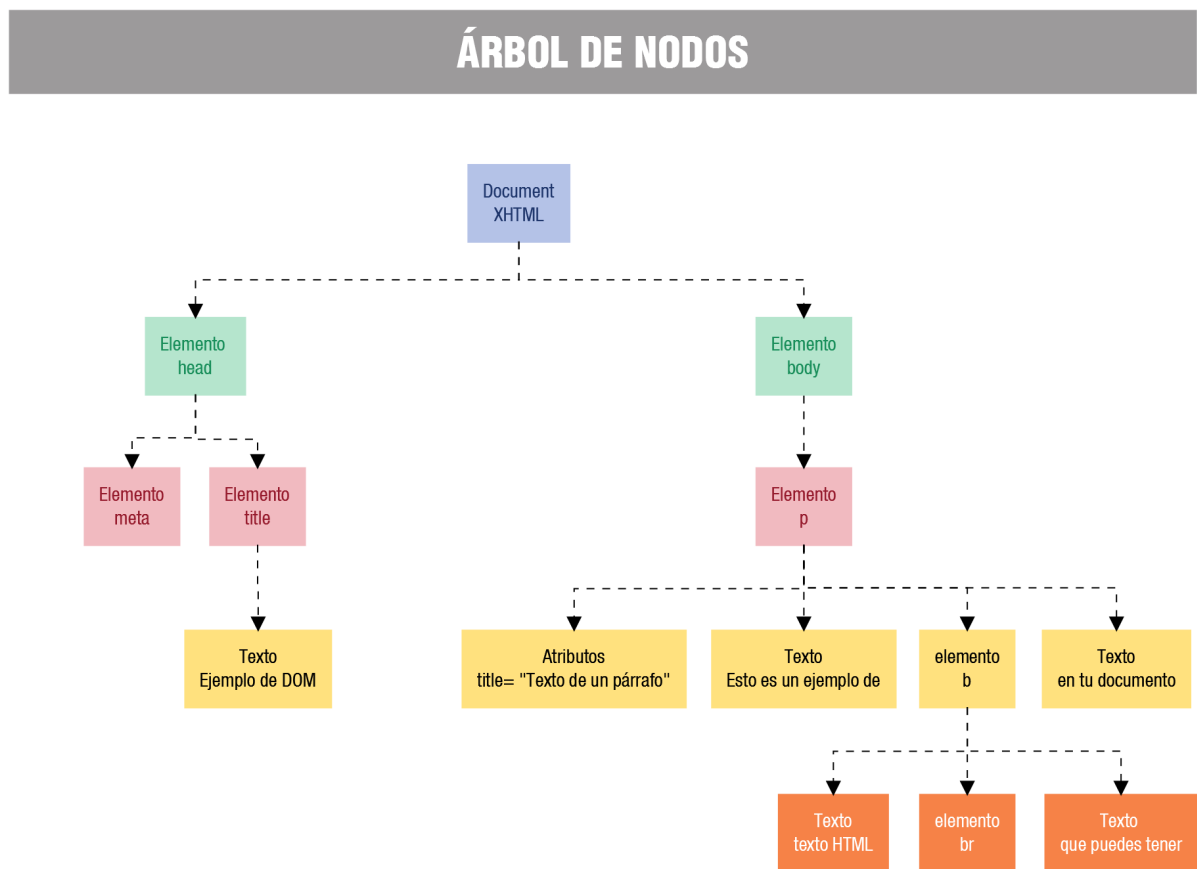 ÁRBOL DE NODOS
Document
XHTML
Elemento
head
Elemento
body
Elemento
meta
Elemento
title
Elemento
p
Texto
Ejemplo de DOM
Atributos
title= "Texto de un párrafo"
Texto
Esto es un ejemplo de
elemento
b
Texto
en tu documento
Texto
texto HTML
elemento
br
Texto
que puedes tener